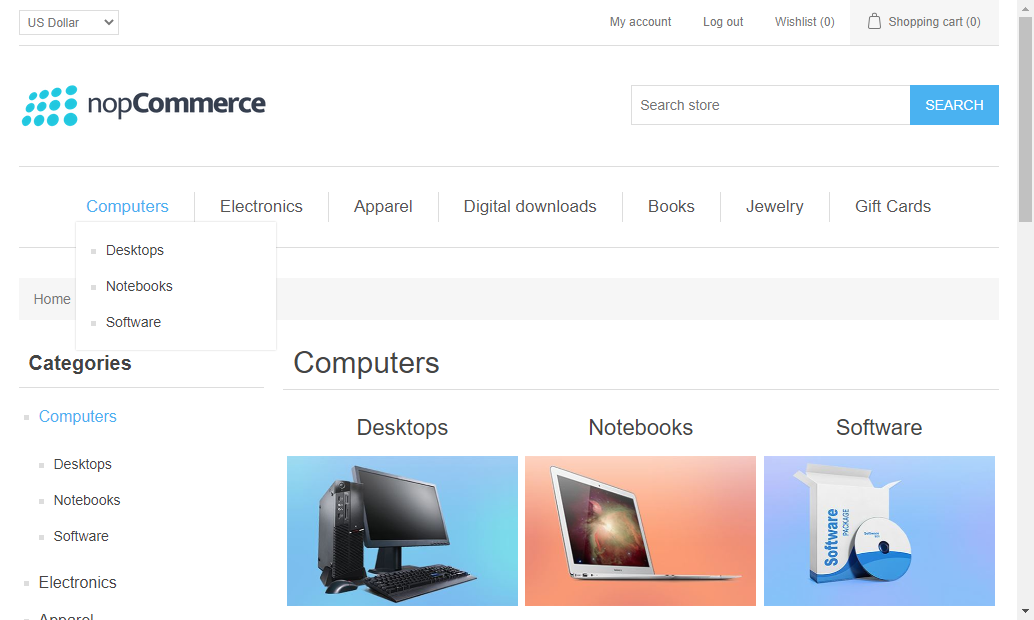 US Dollar
My account
Log out
Wishlist (0)
Shopping cart (0)
nopCommerce
Search store
SEARCH
Computers
Electronics
Apparel
Digital downloads
Books
Jewelry
Gift Cards
Desktops
Notebooks
Software
Home
Categories
Computers
Desktops
Notebooks
Software
Electronics
Apparel
Computers
Desktops
Notebooks
Software
Software
PACKAGE